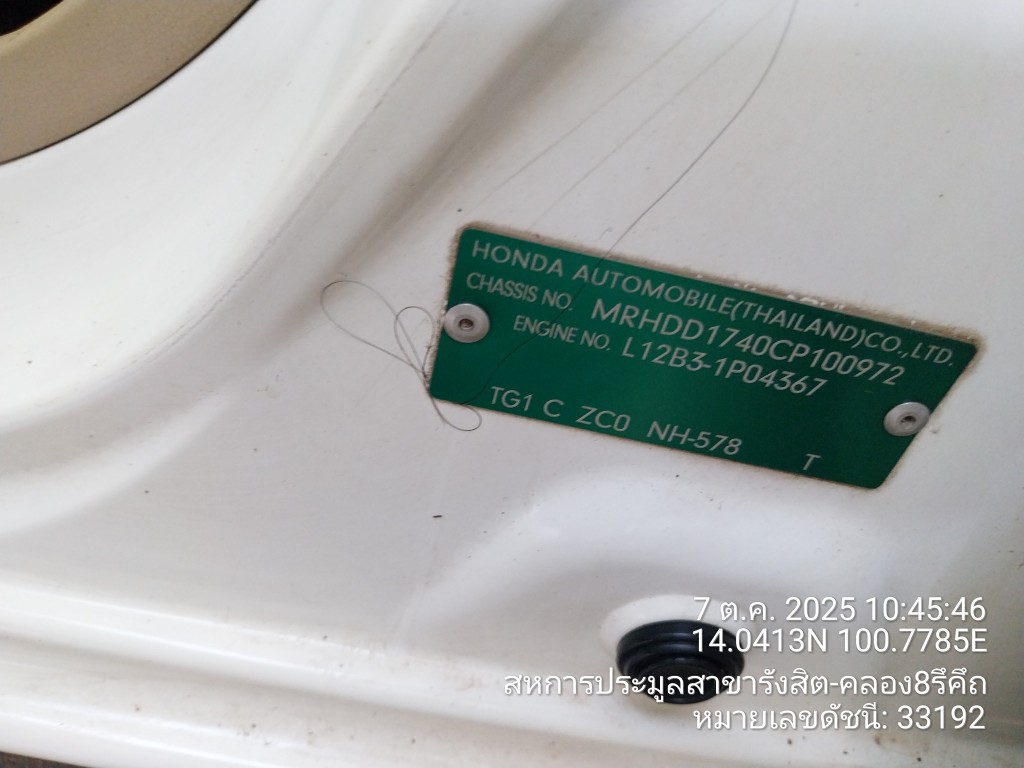 HONDA AUTOMOBILE(THAILAND)CO.,LTD.
CHASSIS NO. MRHDD1740CP100972
ENGINE NO. L12B3-1P04367
TG1 C ZC0 NH-578 T
7 ต.ค. 2025 10:45:46
14.0413N 100.7785E
สหการประมูลสาขารังสิต-คลอง8รีคีถ
หมายเลขดัชนี: 33192